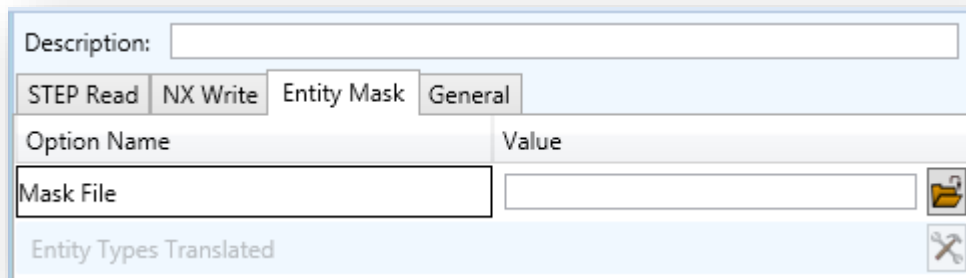 Description:
STEP Read NX Write Entity Mask General
Option Name Value
Mask File
Entity Types Translated